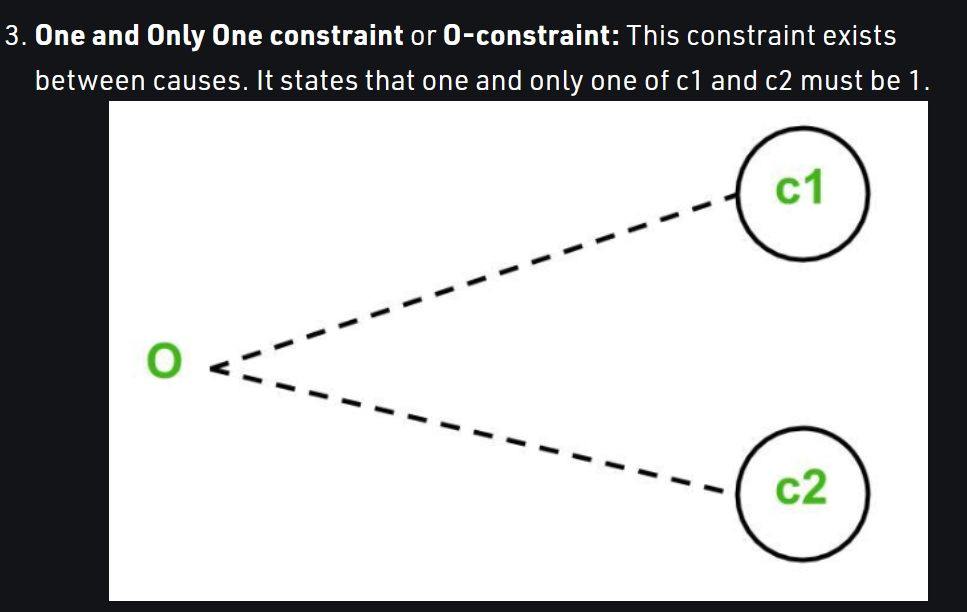 3. One and Only One constraint or O-constraint: This constraint exists
between causes. It states that one and only one of c1 and c2 must be 1.
c1
O
c2